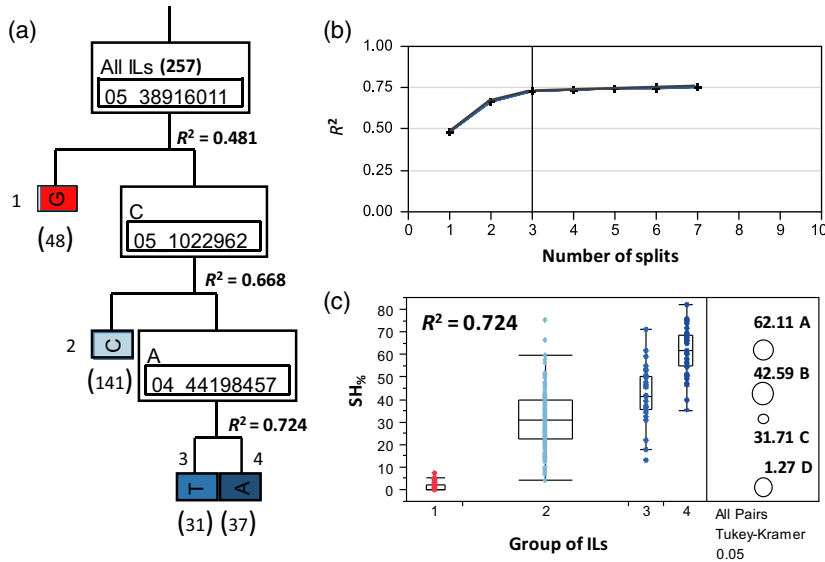 (a)
All ILs (257)
05_38916011
R² = 0.481
1
G
(48)
C
05_1022962
R² = 0.668
2
C
(141)
A
04_44198457
R² = 0.724
3
4
T
A
(31)
(37)
(b)
1.00
0.75
0.50
0.25
0.00
R²
0 1 2 3 4 5 6 7 8 9 10
Number of splits
(c)
80
70
60
50
40
30
20
10
0
SH%
R² = 0.724
1 2 3 4
Group of ILs
62.11 A
42.59 B
31.71 C
1.27 D
All Pairs
Tukey-Kramer
0.05